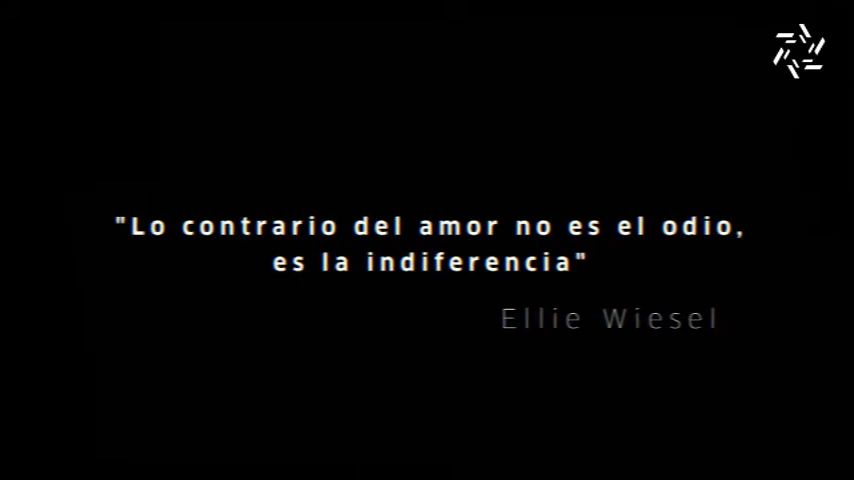 "Lo contrario del amor no es el odio,
es la indiferencia"
Ellie Wiesel